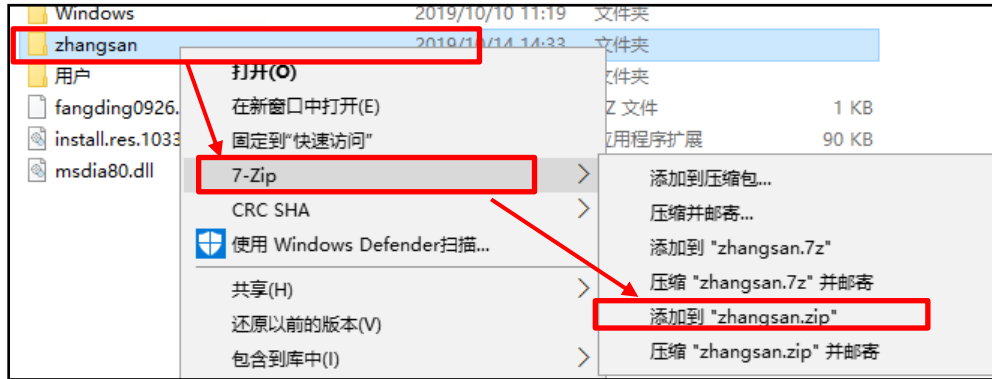 Windows 2019/10/10 11:19 文件夹
zhangsan 2019/10/14 14:33 文件夹
用户 文件夹
fangding0926. Z 文件 1 KB
install.res.1033 应用程序扩展 90 KB
msdia80.dll
打开(O)
在新窗口中打开(E)
固定到"快速访问"
7-Zip
CRC SHA
使用 Windows Defender扫描...
共享(H)
还原以前的版本(V)
包含到库中(I)
添加到压缩包...
压缩并邮寄...
添加到 "zhangsan.7z"
压缩 "zhangsan.7z" 并邮寄
添加到 "zhangsan.zip"
压缩 "zhangsan.zip" 并邮寄